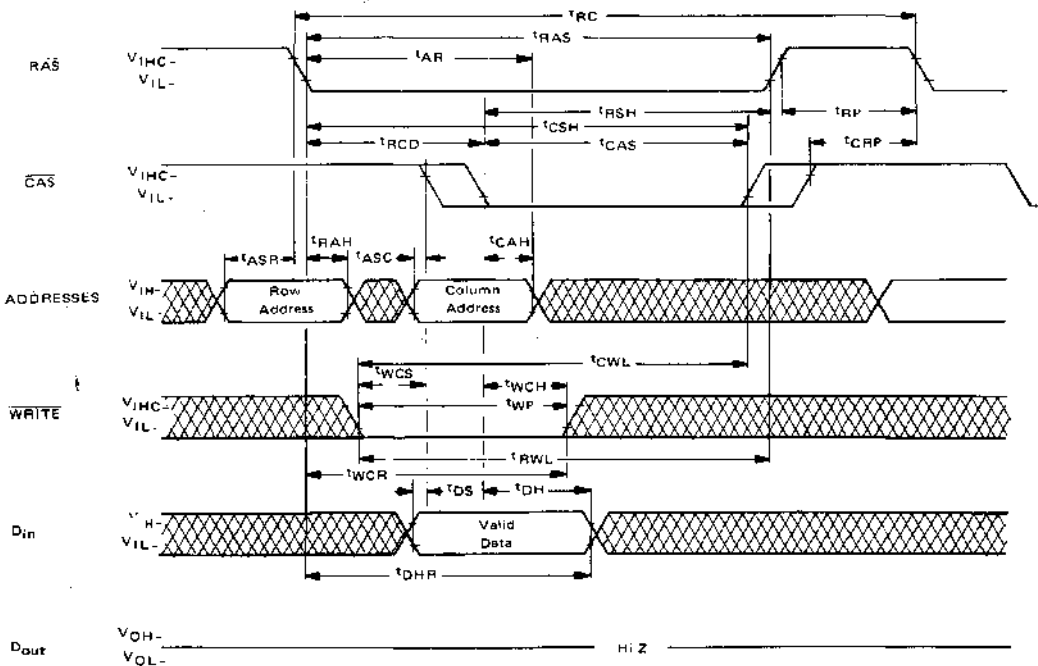 tRC
tRAS
tAR
RAS
VIHC-
VIL-
tRSH
tRP
tCSH
tRCD
tCAS
tCRP
CAS
VIHC-
VIL-
tASR
tRAH
tASC
tCAH
ADDRESSES
VIH-
VIL-
Row
Address
Column
Address
tCWL
tWCS
tWCH
WRITE
VIHC-
VIL-
tWP
tRWL
tWCR
tDS
tDH
Din
VIL-
Valid
Data
tDHR
Dout
VOH-
VOL-
Hi Z